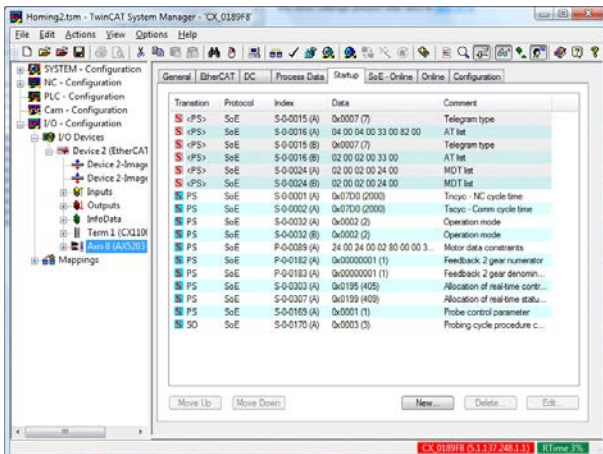 Homing2.tsm - TwinCAT System Manager - 'CX_0189F8'
File Edit Actions View Options Help
SYSTEM - Configuration
NC - Configuration
PLC - Configuration
Cam - Configuration
I/O - Configuration
I/O Devices
Device 2 (EtherCAT
Device 2-Image
Device 2-Image
Inputs
Outputs
InfoData
Term 1 (CX110
Axis 8 (AX5203
Mappings
General EtherCAT DC Process Data Startup SoE - Online Online Configuration
Transition Protocol Index Data Comment
<PS> SoE S-0-0015 (A) 0x0007 (7) Telegram type
<PS> SoE S-0-0016 (A) 04 00 04 00 33 00 82 00 AT list
<PS> SoE S-0-0015 (B) 0x0007 (7) Telegram type
<PS> SoE S-0-0016 (B) 02 00 02 00 33 00 AT list
<PS> SoE S-0-0024 (A) 02 00 02 00 24 00 MDT list
<PS> SoE S-0-0024 (B) 02 00 02 00 24 00 MDT list
PS SoE S-0-0001 (A) 0x07D0 (2000) Tncyc - NC cycle time
PS SoE S-0-0002 (A) 0x07D0 (2000) Tscyc - Comm cycle time
PS SoE S-0-0032 (A) 0x0002 (2) Operation mode
PS SoE S-0-0032 (B) 0x0002 (2) Operation mode
PS SoE P-0-0089 (A) 24 00 24 00 02 80 00 00 3... Motor data constraints
PS SoE P-0-0182 (A) 0x00000001 (1) Feedback 2 gear numerator
PS SoE P-0-0183 (A) 0x00000001 (1) Feedback 2 gear denomin...
PS SoE S-0-0303 (A) 0x0195 (405) Allocation of real-time contr...
PS SoE S-0-0307 (A) 0x0199 (409) Allocation of real-time statu...
PS SoE S-0-0169 (A) 0x0001 (1) Probe control parameter
SO SoE S-0-0170 (A) 0x0003 (3) Probing cycle procedure c...
Move Up Move Down New... Delete... Edit...
CX_0189F8 (5.1.137.248.1.1) RTime 3%